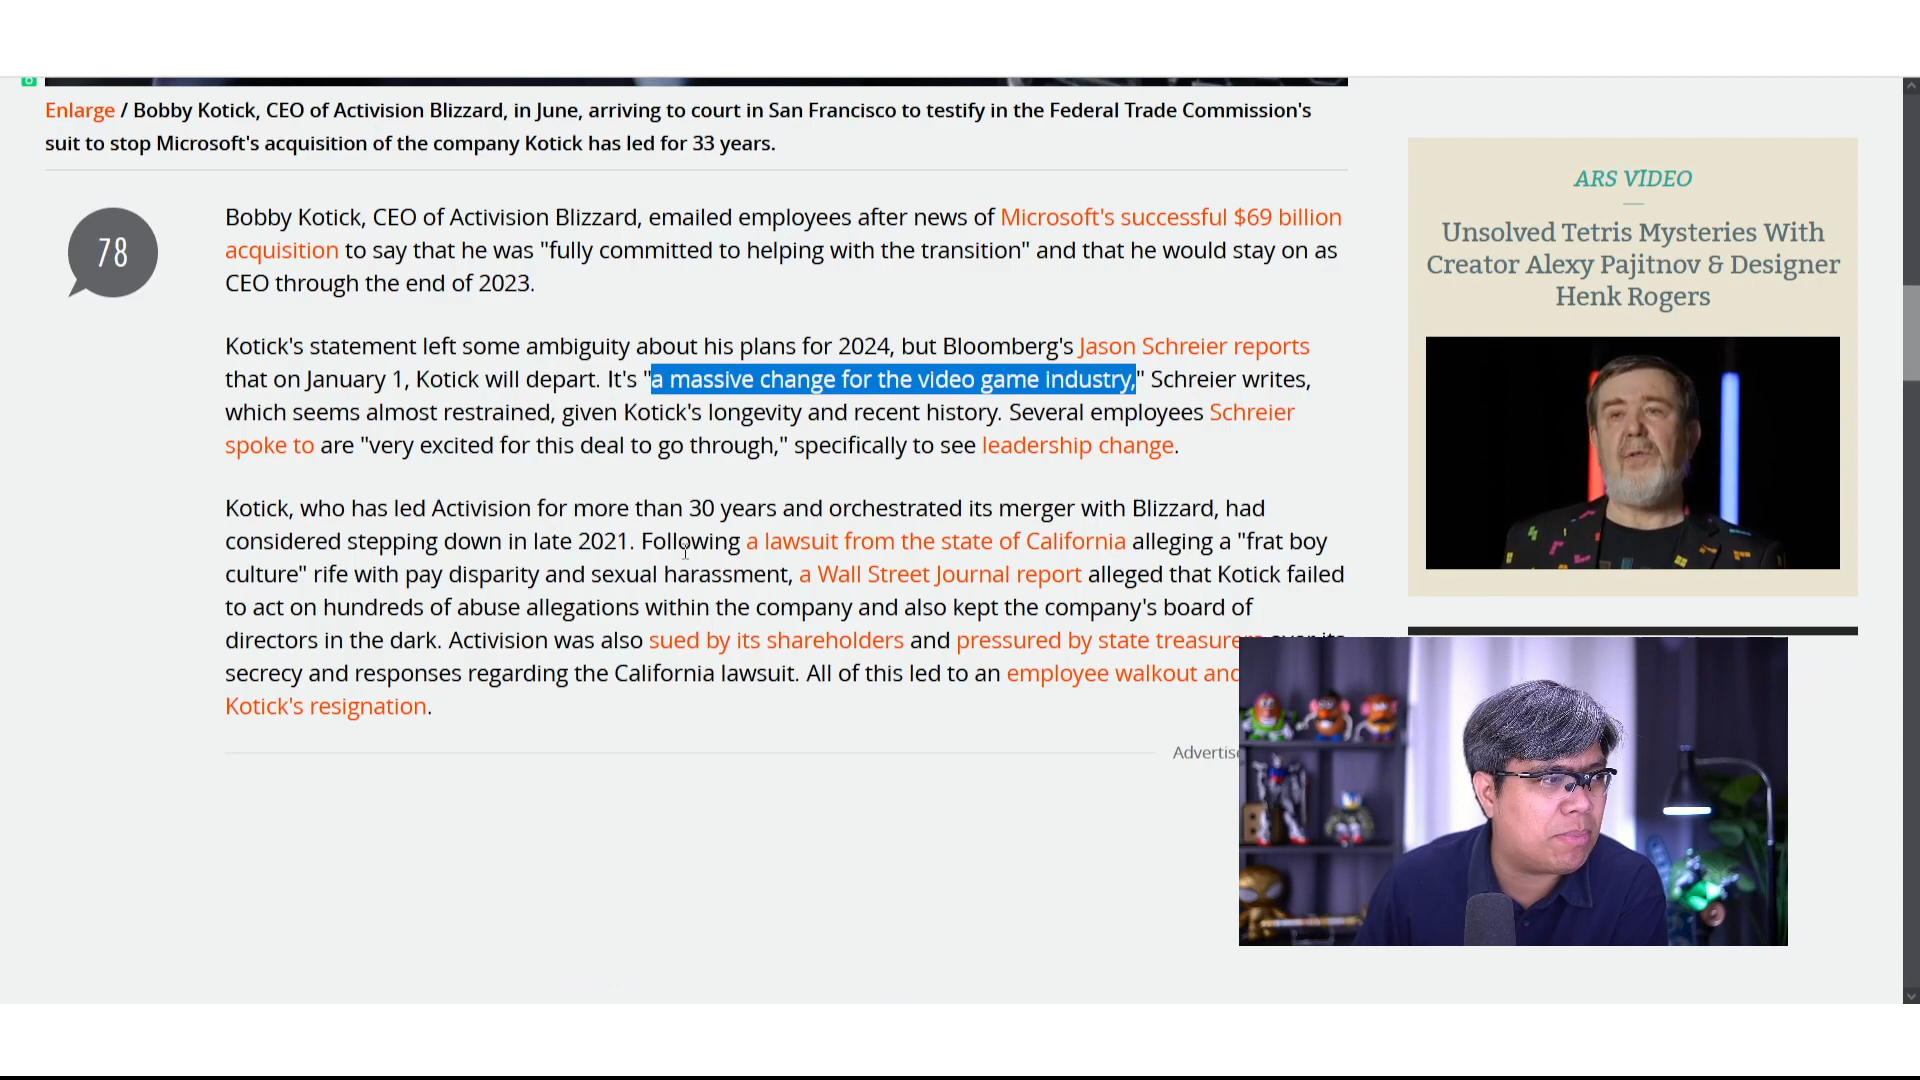 Enlarge / Bobby Kotick, CEO of Activision Blizzard, in June, arriving to court in San Francisco to testify in the Federal Trade Commission's
suit to stop Microsoft's acquisition of the company Kotick has led for 33 years.
78
Bobby Kotick, CEO of Activision Blizzard, emailed employees after news of Microsoft's successful $69 billion
acquisition to say that he was "fully committed to helping with the transition" and that he would stay on as
CEO through the end of 2023.
Kotick's statement left some ambiguity about his plans for 2024, but Bloomberg's Jason Schreier reports
that on January 1, Kotick will depart. It's "a massive change for the video game industry," Schreier writes,
which seems almost restrained, given Kotick's longevity and recent history. Several employees Schreier
spoke to are "very excited for this deal to go through," specifically to see leadership change.
Kotick, who has led Activision for more than 30 years and orchestrated its merger with Blizzard, had
considered stepping down in late 2021. Following a lawsuit from the state of California alleging a "frat boy
culture" rife with pay disparity and sexual harassment, a Wall Street Journal report alleged that Kotick failed
to act on hundreds of abuse allegations within the company and also kept the company's board of
directors in the dark. Activision was also sued by its shareholders and pressured by state treasurers over its
secrecy and responses regarding the California lawsuit. All of this led to an employee walkout and
Kotick's resignation.
Advertise
ARS VIDEO
Unsolved Tetris Mysteries With
Creator Alexy Pajitnov & Designer
Henk Rogers